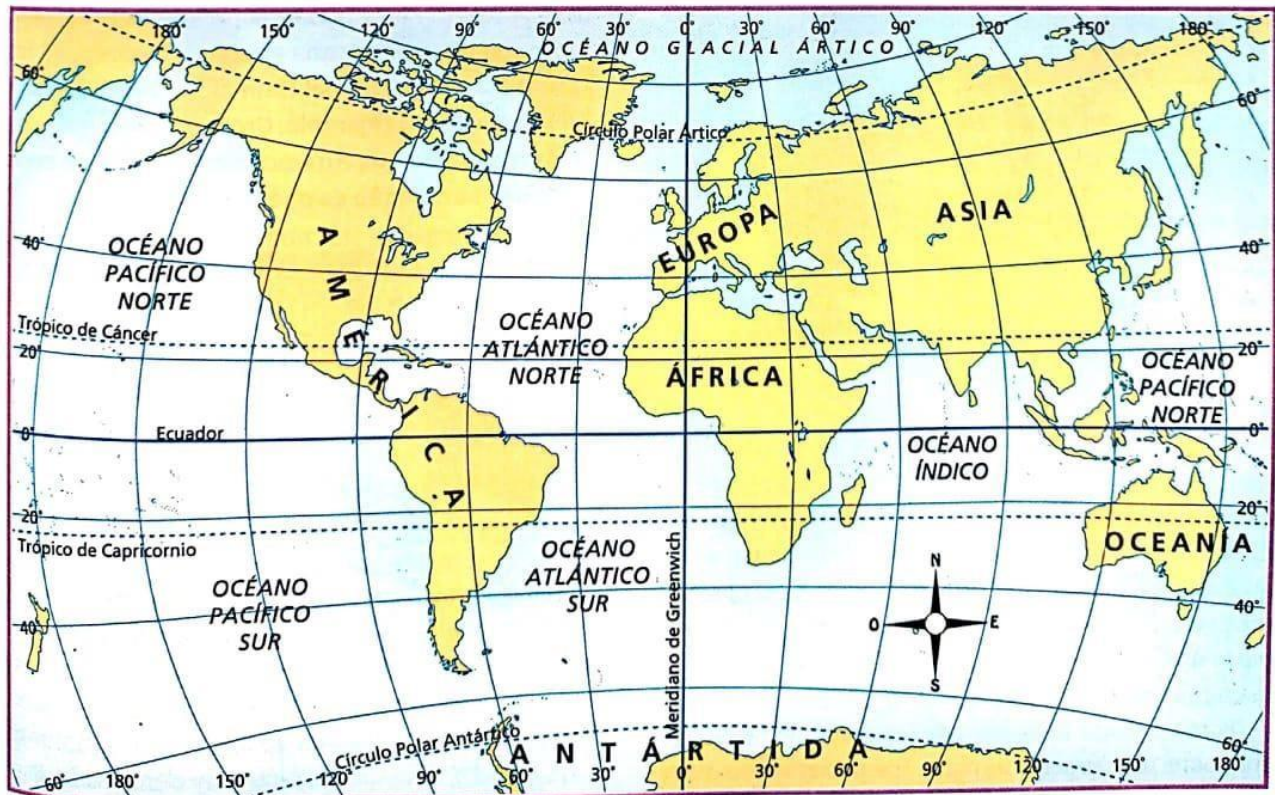 180° 150° 120° 90° 60° 30° 0° 30° 60° 90° 120° 150° 180°
OCÉANO GLACIAL ÁRTICO
60° 60°
Círculo Polar Ártico
EUROPA
ASIA
AMÉRICA
40° 40°
OCÉANO
PACÍFICO
NORTE
Trópico de Cáncer
OCÉANO
ATLÁNTICO
NORTE
ÁFRICA
20° 20°
OCÉANO
PACÍFICO
NORTE
0° Ecuador 0°
OCÉANO
ÍNDICO
20° 20°
Trópico de Capricornio
OCEANÍA
OCÉANO
PACÍFICO
SUR
OCÉANO
ATLÁNTICO
SUR
Meridiano de Greenwich
N
O E
S
40° 40°
Círculo Polar Antártico
ANTÁRTIDA
60° 60°
180° 150° 120° 90° 60° 30° 0° 30° 60° 90° 120° 150° 180°